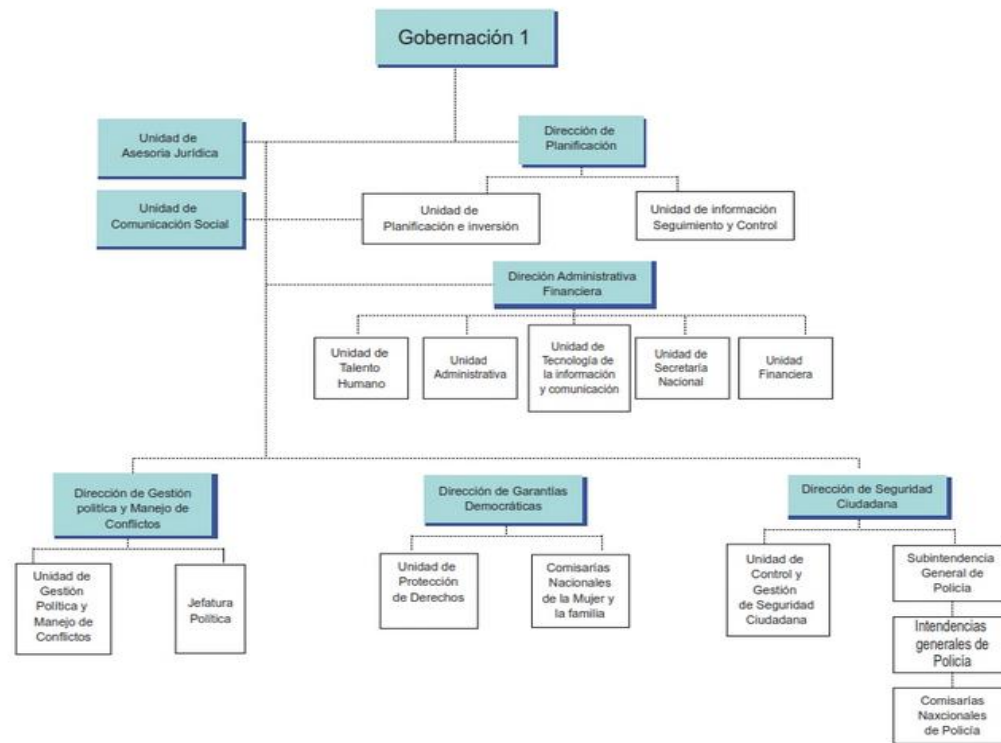 Gobernación 1
Unidad de
Asesoria Jurídica
Dirección de
Planificación
Unidad de
Comunicación Social
Unidad de
Planificación e inversión
Unidad de información
Seguimiento y Control
Direción Administrativa
Financiera
Unidad de
Talento
Humano
Unidad
Administrativa
Unidad de
Tecnología de
la información
y comunicación
Unidad de
Secretaría
Nacional
Unidad
Financiera
Dirección de Gestión
politica y Manejo de
Conflictos
Dirección de Garantías
Democráticas
Dirección de Seguridad
Ciudadana
Unidad de
Gestión
Política y
Manejo de
Conflictos
Jefatura
Política
Unidad de
Protección
de Derechos
Comisarías
Nacionales
de la Mujer y
la familia
Unidad de
Control y
Gestión
de Seguridad
Ciudadana
Subintendencia
General de
Policía
Intendencias
generales de
Policía
Comisarías
Naxcionales
de Policía